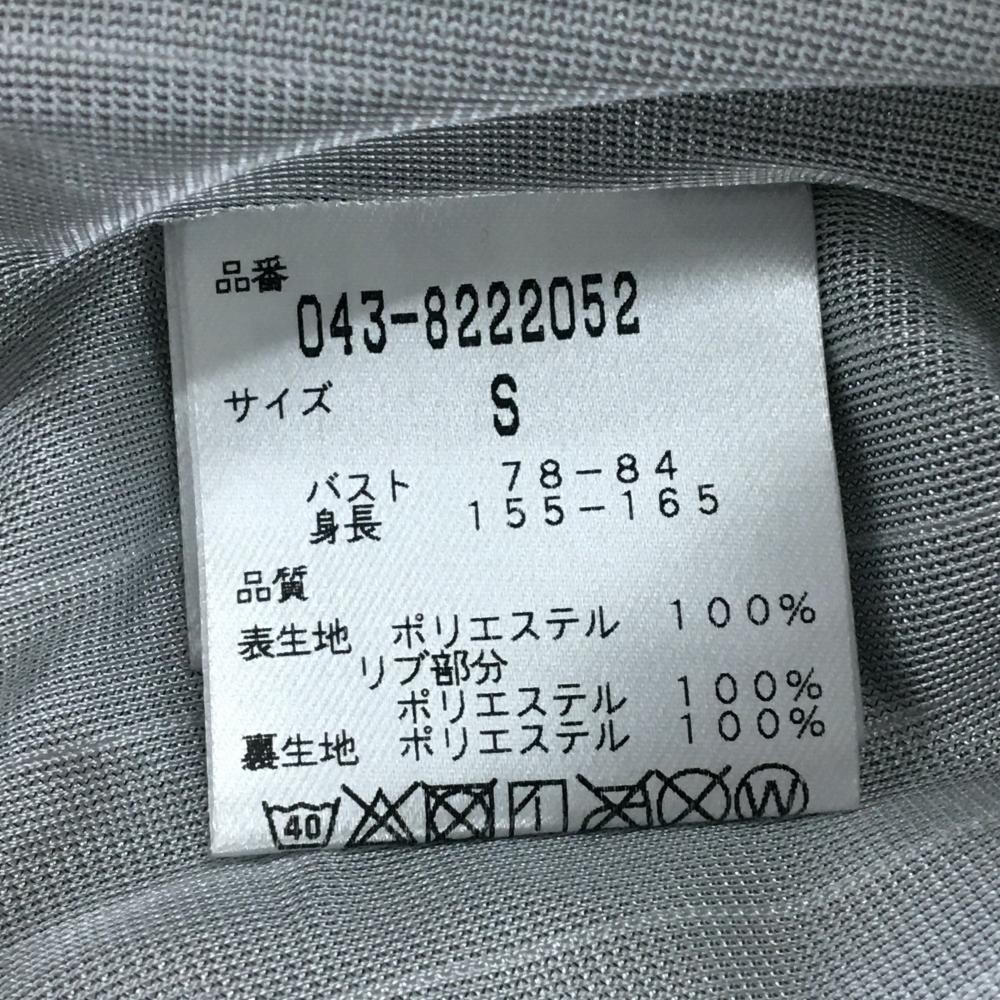 品番
043-8222052
サイズ S
バスト 78-84
身長 155-165
品質
表生地 ポリエステル 100%
リブ部分
ポリエステル 100%
裏生地 ポリエステル 100%
40 W